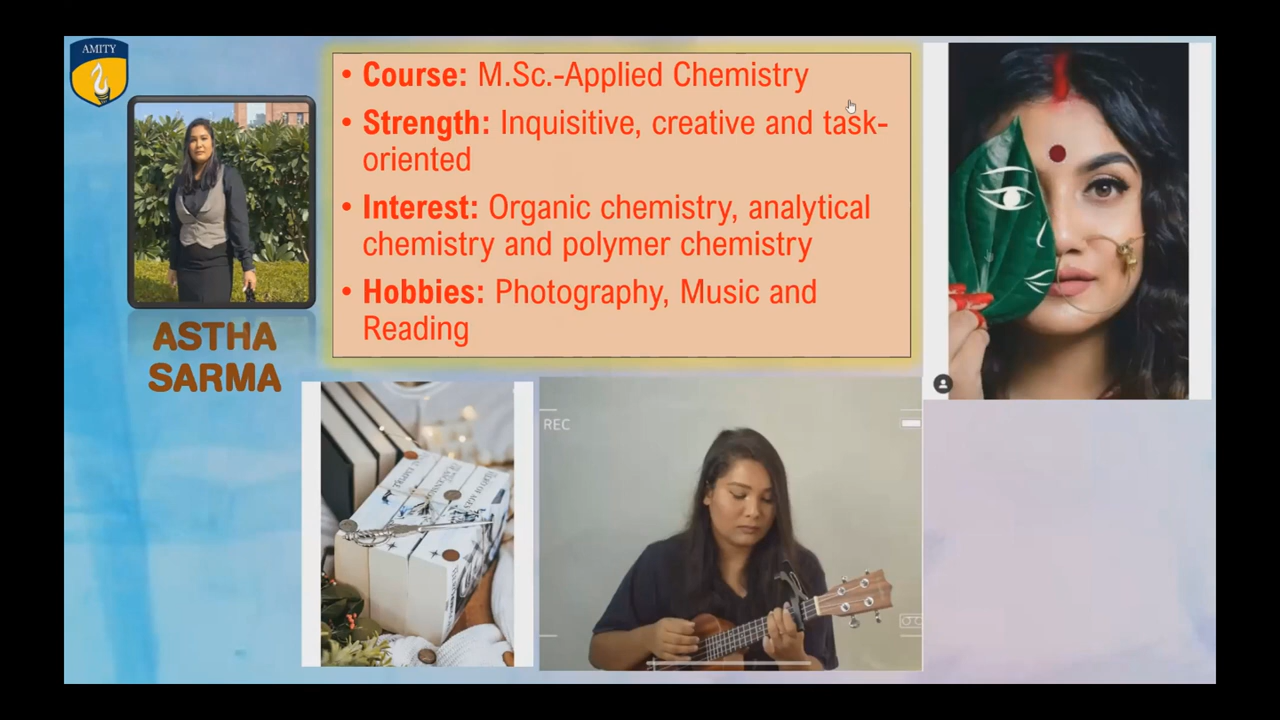 AMITY
• Course: M.Sc.-Applied Chemistry
• Strength: Inquisitive, creative and task-
oriented
• Interest: Organic chemistry, analytical
chemistry and polymer chemistry
• Hobbies: Photography, Music and
Reading
ASTHA
SARMA
REC